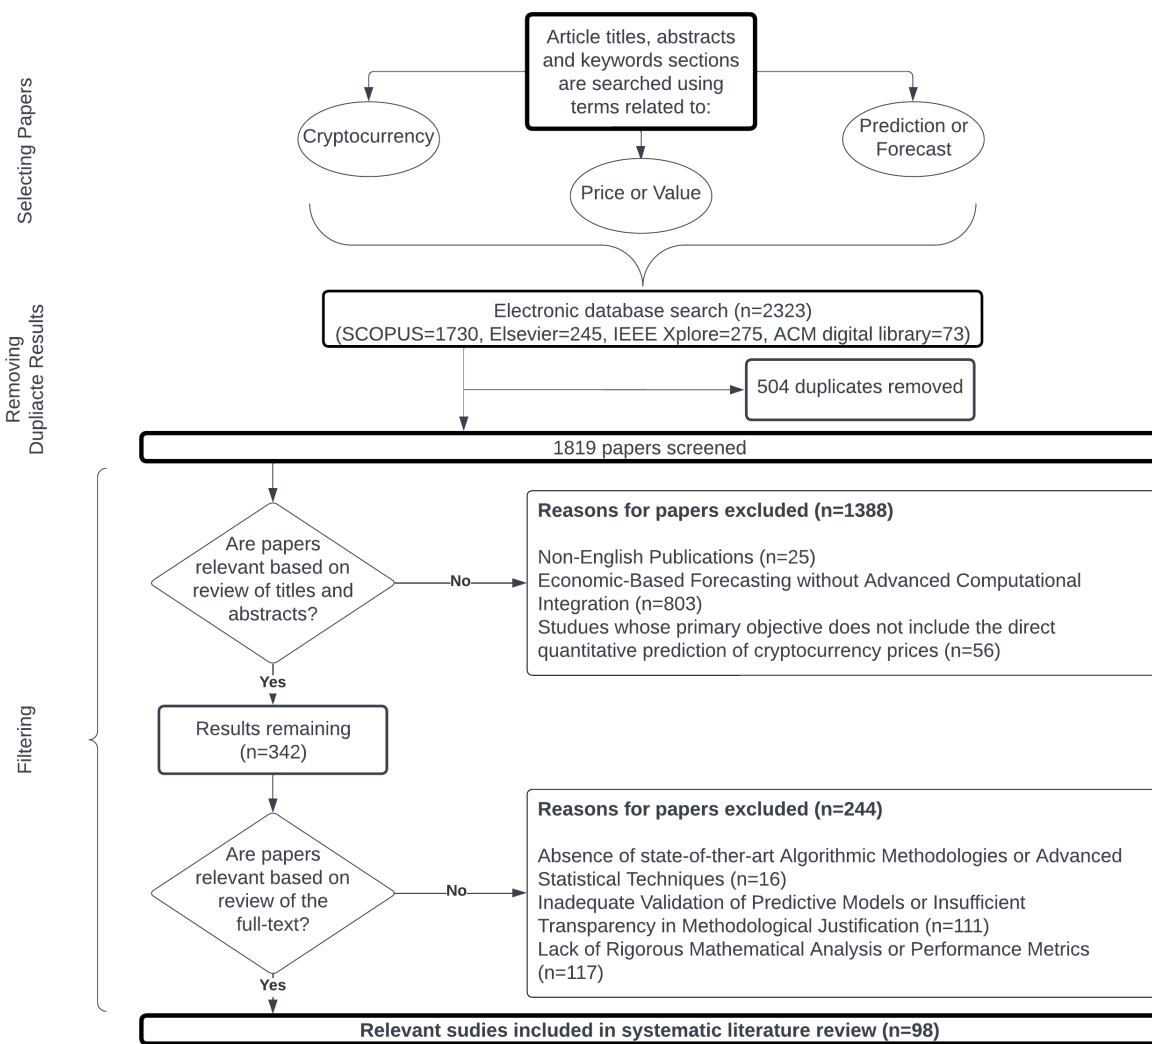 Selecting Papers
Article titles, abstracts
and keywords sections
are searched using
terms related to:
Cryptocurrency
Price or Value
Prediction or
Forecast
Removing
Dupliacte Results
Electronic database search (n=2323)
(SCOPUS=1730, Elsevier=245, IEEE Xplore=275, ACM digital library=73)
504 duplicates removed
1819 papers screened
Filtering
Are papers
relevant based on
review of titles and
abstracts?
No
Reasons for papers excluded (n=1388)
Non-English Publications (n=25)
Economic-Based Forecasting without Advanced Computational
Integration (n=803)
Studues whose primary objective does not include the direct
quantitative prediction of cryptocurrency prices (n=56)
Yes
Results remaining
(n=342)
Are papers
relevant based on
review of the
full-text?
No
Reasons for papers excluded (n=244)
Absence of state-of-ther-art Algorithmic Methodologies or Advanced
Statistical Techniques (n=16)
Inadequate Validation of Predictive Models or Insufficient
Transparency in Methodological Justification (n=111)
Lack of Rigorous Mathematical Analysis or Performance Metrics
(n=117)
Yes
Relevant sudies included in systematic literature review (n=98)